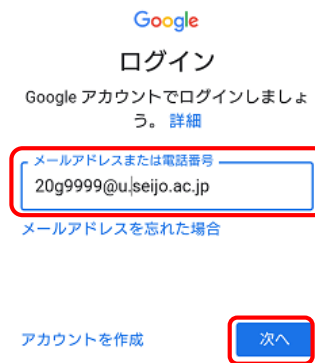 Google
ログイン
Google アカウントでログインしましょ
う。 詳細
メールアドレスまたは電話番号
20g9999@u.seijo.ac.jp
メールアドレスを忘れた場合
アカウントを作成
次へ